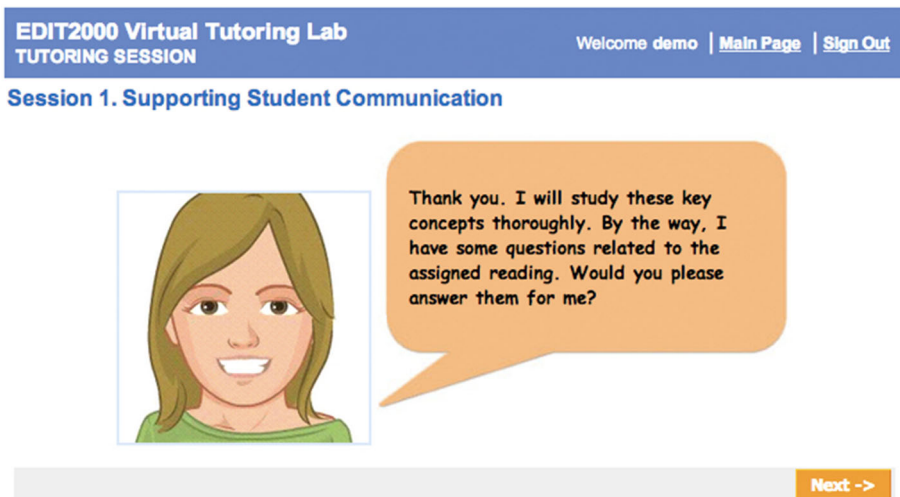 EDIT2000 Virtual Tutoring Lab
TUTORING SESSION
Welcome demo | Main Page | Sign Out
Session 1. Supporting Student Communication
Thank you. I will study these key
concepts thoroughly. By the way, I
have some questions related to the
assigned reading. Would you please
answer them for me?
Next ->